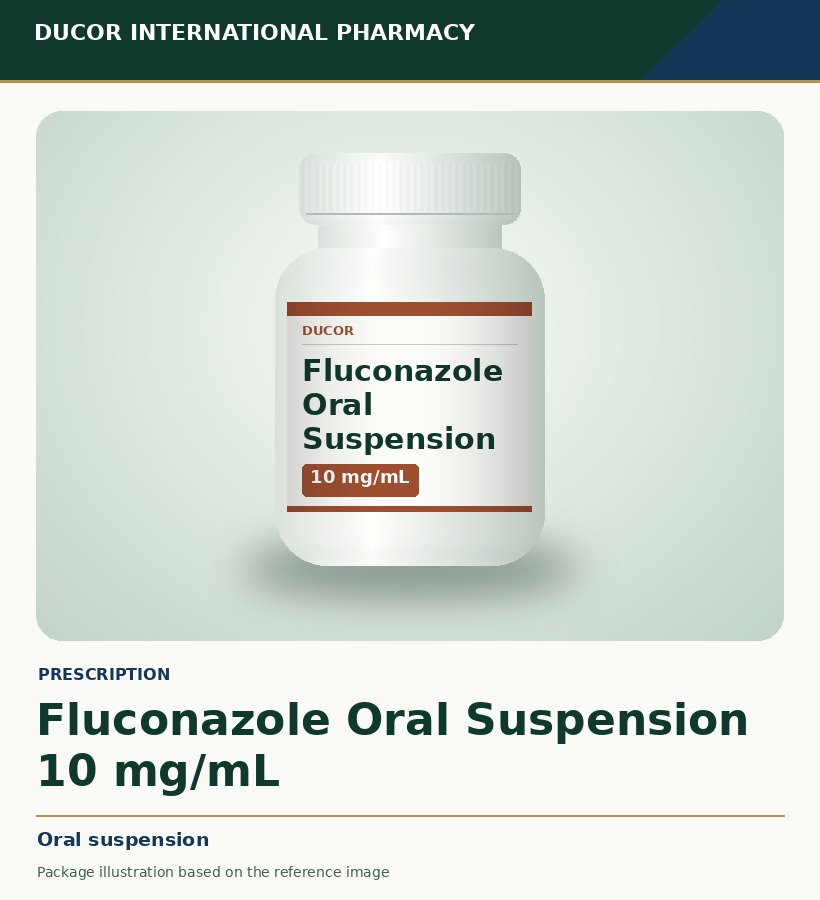 DUCOR INTERNATIONAL PHARMACY
DUCOR
Fluconazole
Oral
Suspension
10 mg/mL
PRESCRIPTION
Fluconazole Oral Suspension
10 mg/mL
Oral suspension
Package illustration based on the reference image